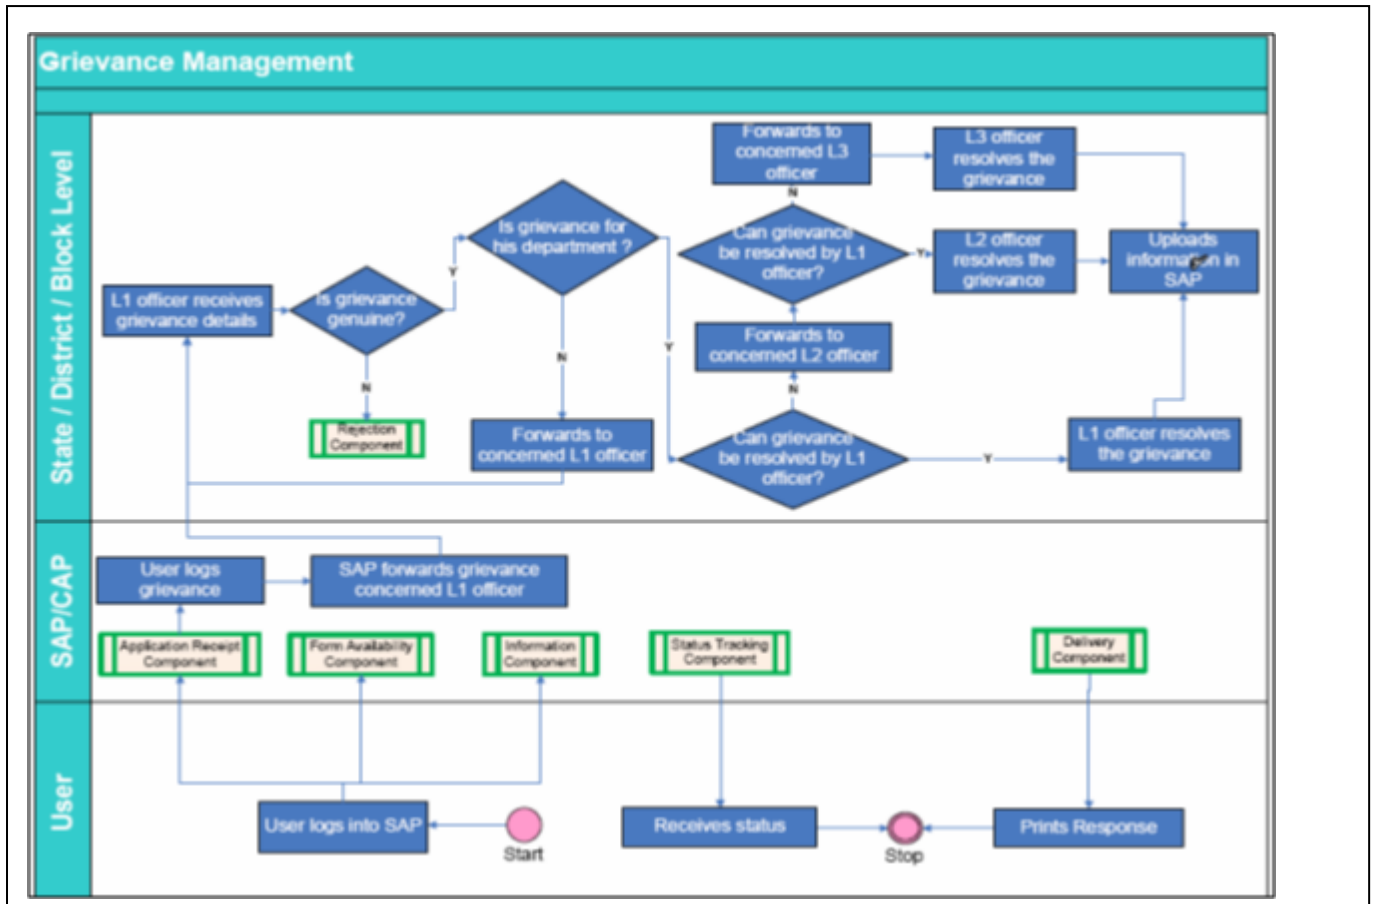 Grievance Management
State / District / Block Level
Forwards to
concerned L3
officer
L3 officer
resolves the
grievance
Is grievance for
his department ?
Can grievance
be resolved by L1
officer?
Y
L2 officer
resolves the
grievance
Uploads
information in
SAP
N
Y
L1 officer receives
grievance details
Is grievance
genuine?
Forwards to
concerned L2 officer
N
Y
N
N
Rejection
Component
Forwards to
concerned L1 officer
Can grievance
be resolved by L1
officer?
Y
L1 officer resolves
the grievance
SAP/CAP
User logs
grievance
SAP forwards grievance
concerned L1 officer
Application Receipt
Component
Form Availability
Component
Information
Component
Status Tracking
Component
Delivery
Component
User
User logs into SAP
Start
Receives status
Stop
Prints Response